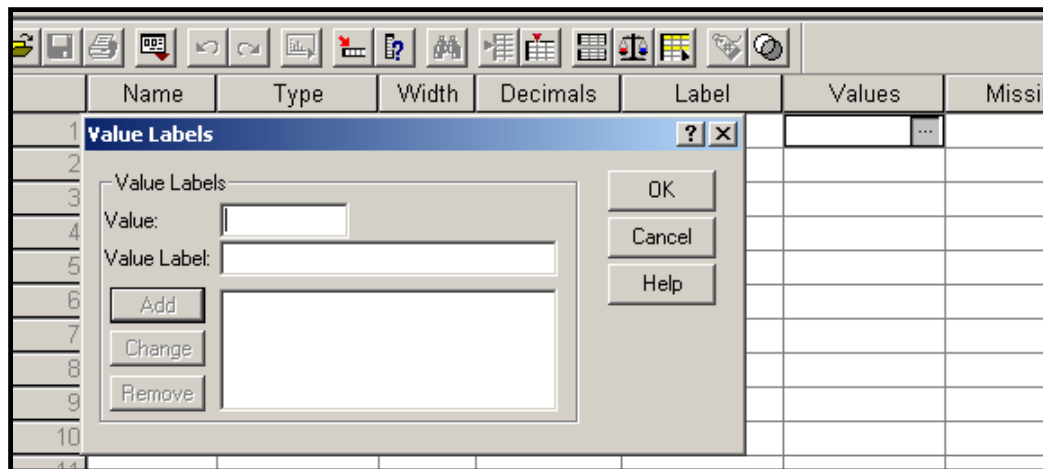 Name Type Width Decimals Label Values Missi
1 Value Labels
2
Value Labels OK
3
Value:
4 Cancel
Value Label:
5
6 Add Help
7 Change
8
9 Remove
10
11